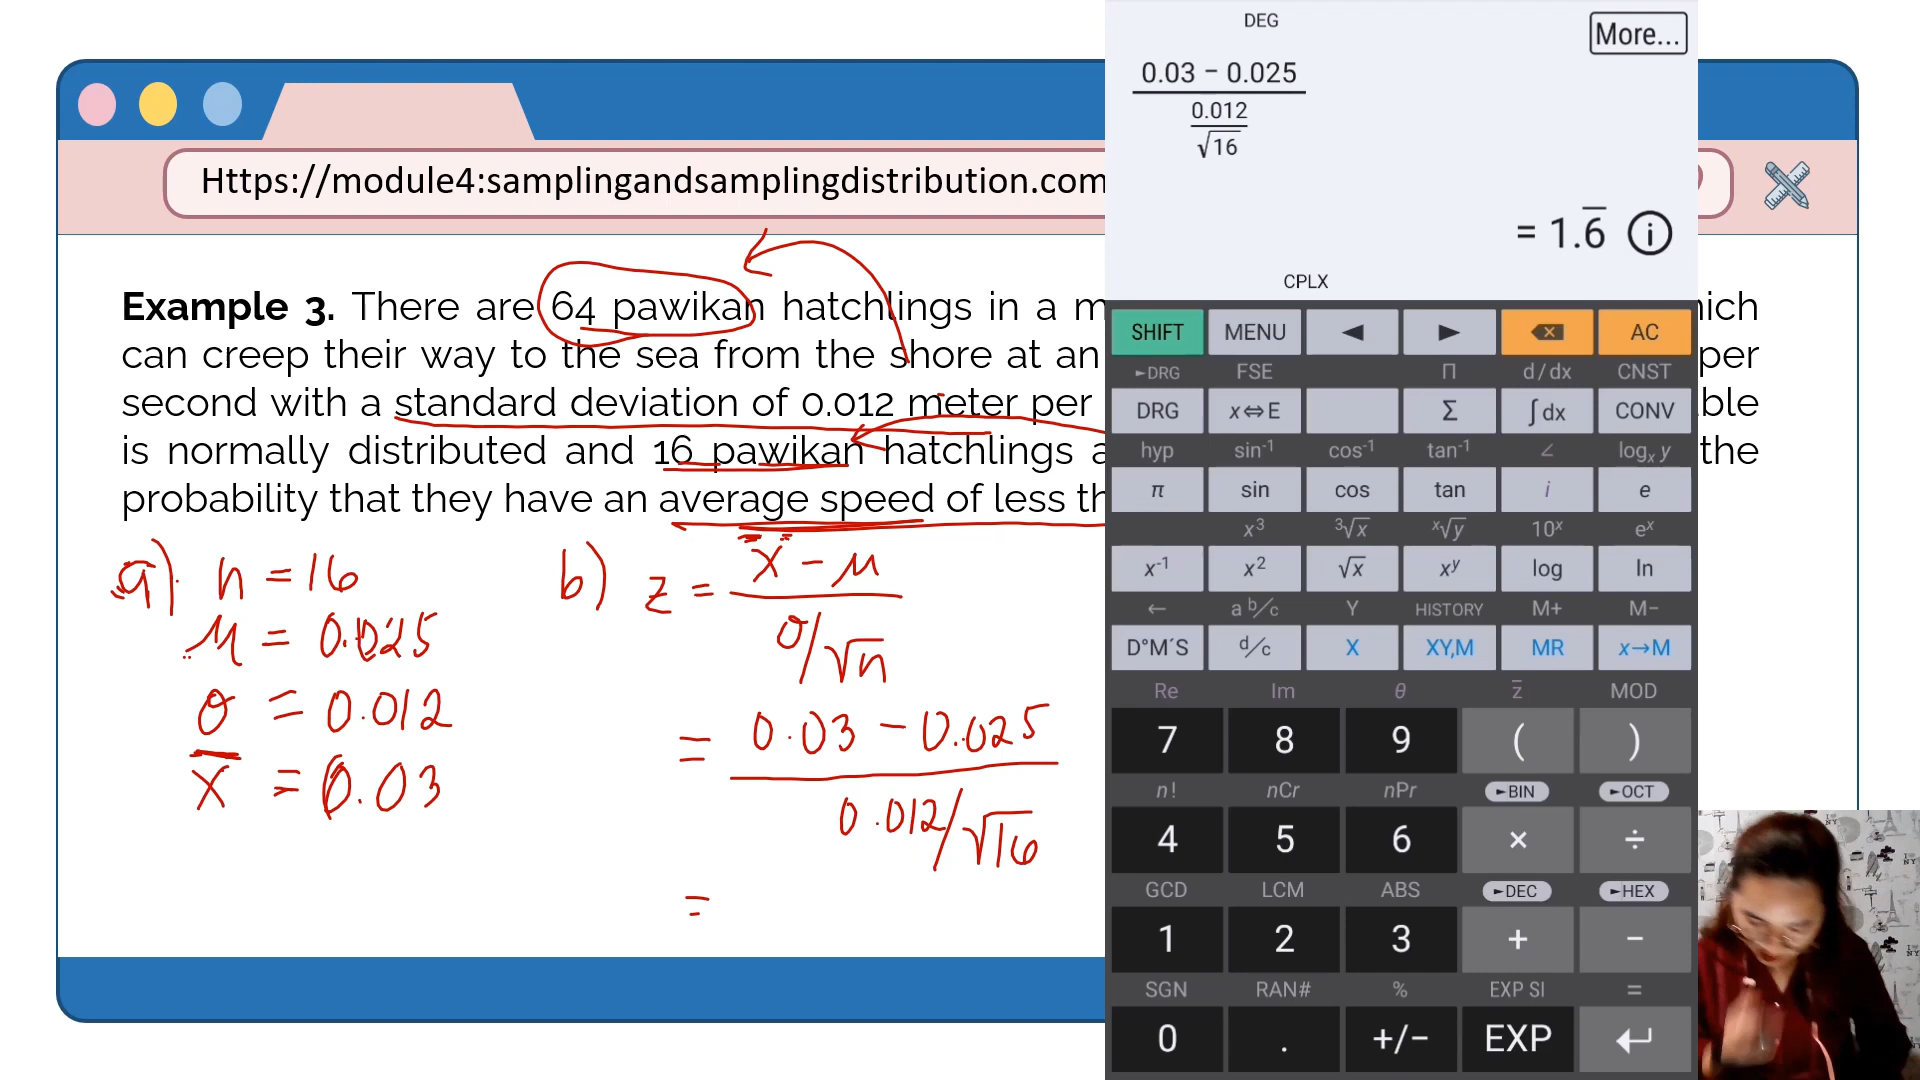 Https://module4:samplingandsamplingdistribution.com
Example 3. There are 64 pawikan hatchlings in a m hich
can creep their way to the sea from the shore at an per
second with a standard deviation of 0.012 meter per ble
is normally distributed and 16 pawikan hatchlings a the
probability that they have an average speed of less th
a) n = 16
μ = 0.025
σ = 0.012
x̄ = 0.03
b) z = x̄ - μ
σ/√n
= 0.03 - 0.025
0.012/√16
=
DEG
More...
0.03 − 0.025
0.012
√16
= 1.6̅ i
CPLX
SHIFT MENU ◄ ► AC
►DRG FSE Π d/dx CNST
DRG x⇔E Σ ∫dx CONV
hyp sin⁻¹ cos⁻¹ tan⁻¹ ∠ logₓ y
π sin cos tan i e
x³ ³√x ˣ√y 10ˣ eˣ
x⁻¹ x² √x xʸ log ln
← a b/c Y HISTORY M+ M−
D°M´S d/c X XY,M MR x→M
Re Im θ z̅ MOD
7 8 9 ( )
n! nCr nPr ►BIN ►OCT
4 5 6 × ÷
GCD LCM ABS ►DEC ►HEX
1 2 3 + −
SGN RAN# % EXP SI =
0 . +/− EXP ↵